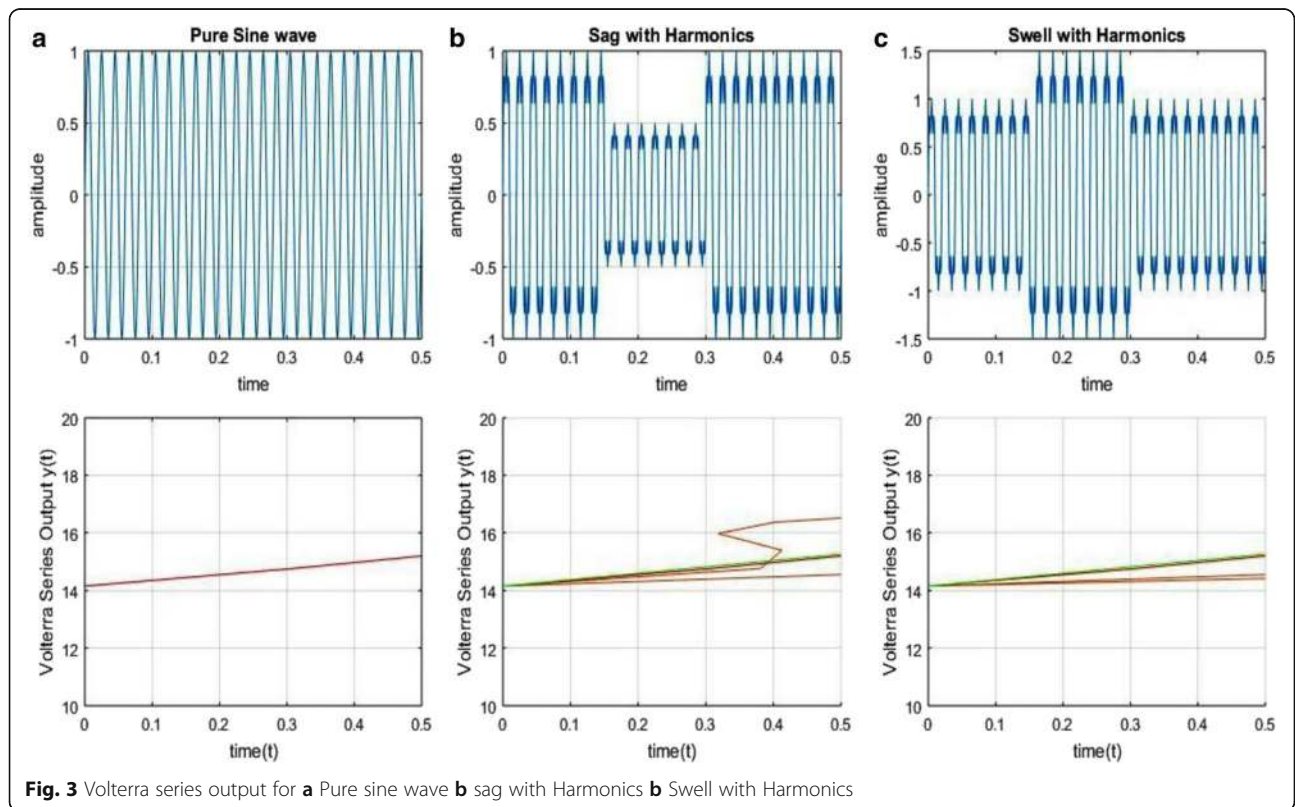 a
Pure Sine wave
1
0.5
0
-0.5
-1
amplitude
0 0.1 0.2 0.3 0.4 0.5
time
b
Sag with Harmonics
1
0.5
0
-0.5
-1
amplitude
0 0.1 0.2 0.3 0.4 0.5
time
c
Swell with Harmonics
1.5
1
0.5
0
-0.5
-1
-1.5
amplitude
0 0.1 0.2 0.3 0.4 0.5
time
20
18
16
14
12
10
Volterra Series Output y(t)
0 0.1 0.2 0.3 0.4 0.5
time(t)
20
18
16
14
12
10
Volterra Series Output y(t)
0 0.1 0.2 0.3 0.4 0.5
time(t)
20
18
16
14
12
10
Volterra Series Output y(t)
0 0.1 0.2 0.3 0.4 0.5
time(t)
Fig. 3 Volterra series output for a Pure sine wave b sag with Harmonics b Swell with Harmonics